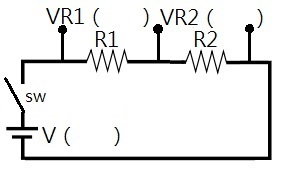 VR1 (　　) VR2 (　　)
R1 R2
SW
V (　　)